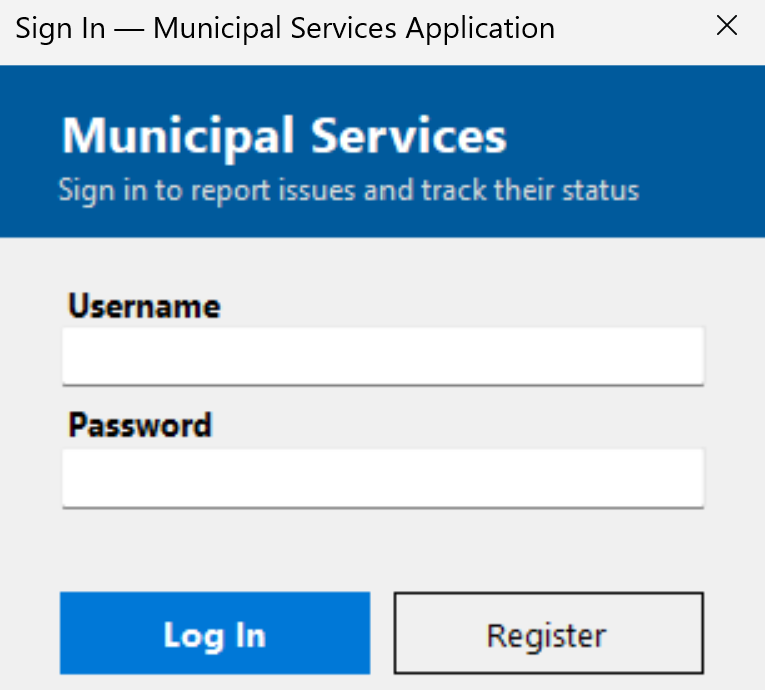 Sign In — Municipal Services Application
Municipal Services
Sign in to report issues and track their status
Username
Password
Log In
Register